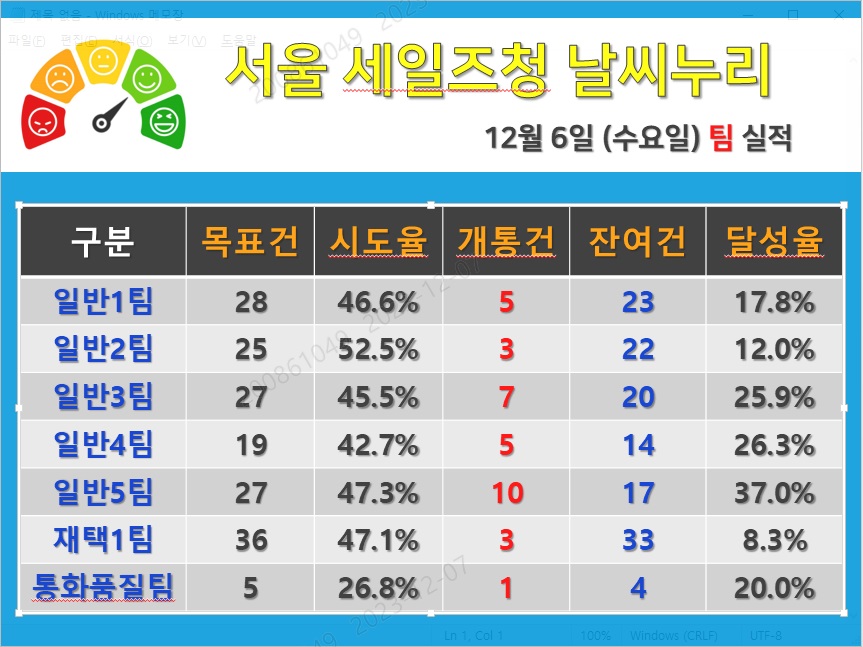 제목 없음 - Windows 메모장
파일(F) 편집(E) 서식(O) 보기(V) 도움말
서울 세일즈청 날씨누리
12월 6일 (수요일) 팀 실적
구분 목표건 시도율 개통건 잔여건 달성율
일반1팀 28 46.6% 5 23 17.8%
일반2팀 25 52.5% 3 22 12.0%
일반3팀 27 45.5% 7 20 25.9%
일반4팀 19 42.7% 5 14 26.3%
일반5팀 27 47.3% 10 17 37.0%
재택1팀 36 47.1% 3 33 8.3%
통화품질팀 5 26.8% 1 4 20.0%
2023-12-07
Ln 1, Col 1 100% Windows (CRLF) UTF-8